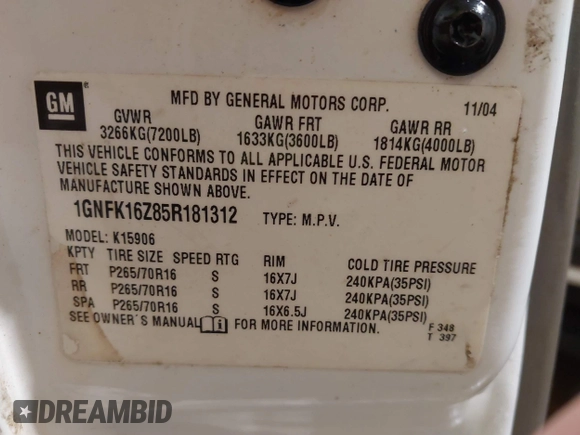 GM ®
MFD BY GENERAL MOTORS CORP. 11/04
GVWR GAWR FRT GAWR RR
3266KG(7200LB) 1633KG(3600LB) 1814KG(4000LB)
THIS VEHICLE CONFORMS TO ALL APPLICABLE U.S. FEDERAL MOTOR
VEHICLE SAFETY STANDARDS IN EFFECT ON THE DATE OF
MANUFACTURE SHOWN ABOVE.
1GNFK16Z85R181312 TYPE: M.P.V.
MODEL: K15906
KPTY TIRE SIZE SPEED RTG RIM COLD TIRE PRESSURE
FRT P265/70R16 S 16X7J 240KPA(35PSI)
RR P265/70R16 S 16X7J 240KPA(35PSI)
SPA P265/70R16 S 16X6.5J 240KPA(35PSI)
SEE OWNER'S MANUAL i FOR MORE INFORMATION.
F 348
T 397
DREAMBID